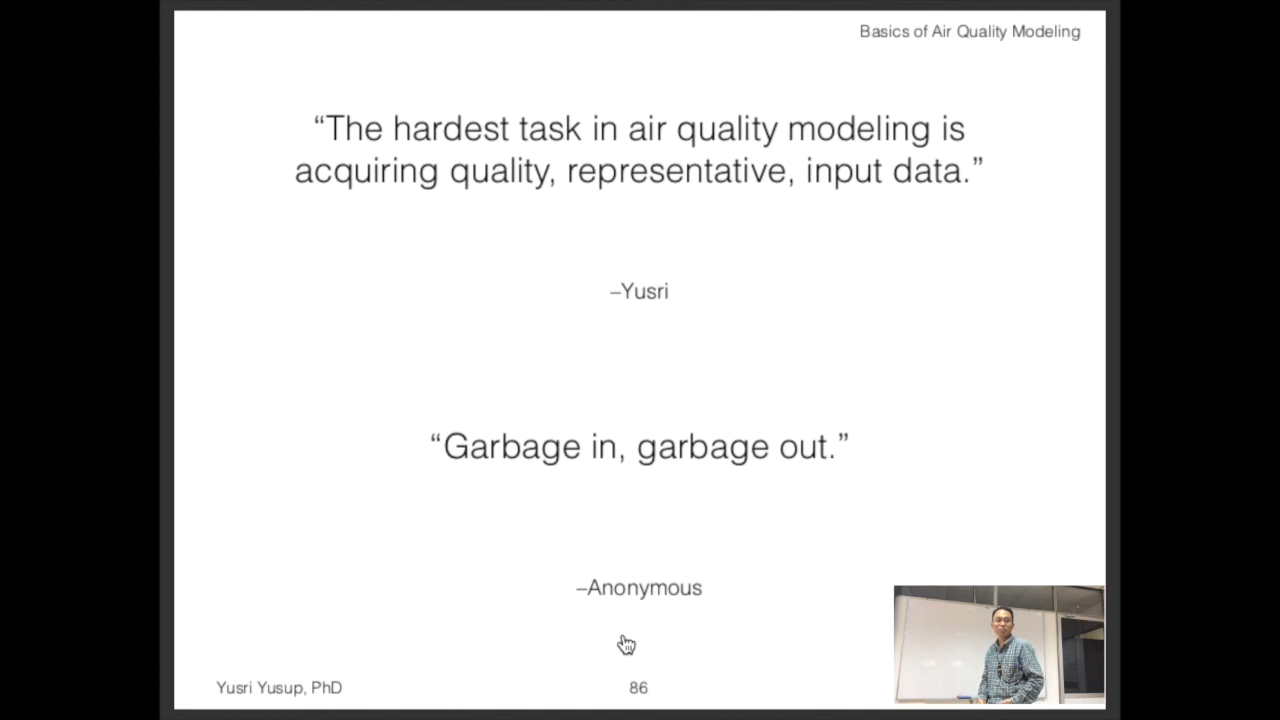 Basics of Air Quality Modeling
“The hardest task in air quality modeling is
acquiring quality, representative, input data.”
–Yusri
“Garbage in, garbage out.”
–Anonymous
Yusri Yusup, PhD
86